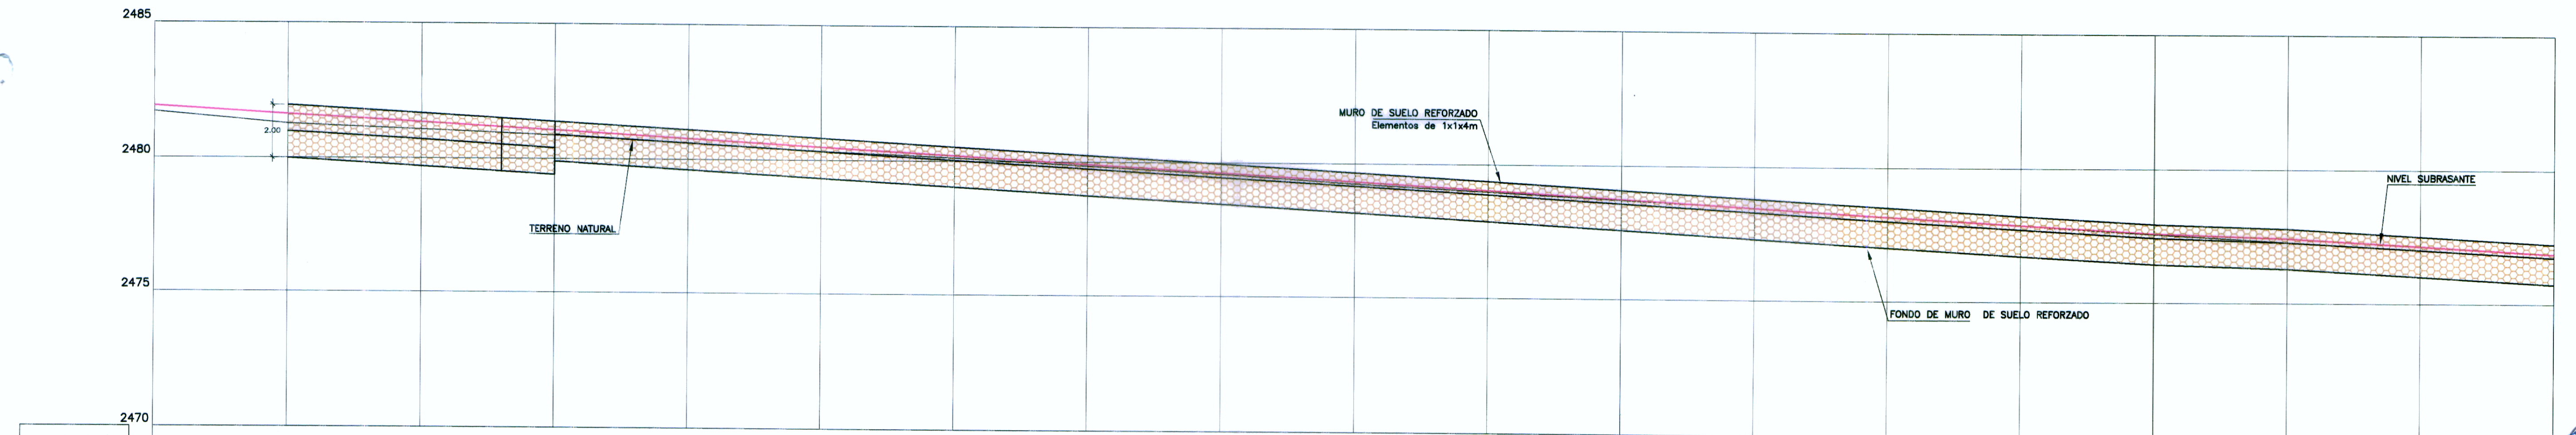 2485
MURO DE SUELO REFORZADO
Elementos de 1x1x4m
2.00
2480
NIVEL SUBRASANTE
TERRENO NATURAL
2475
FONDO DE MURO DE SUELO REFORZADO
2470